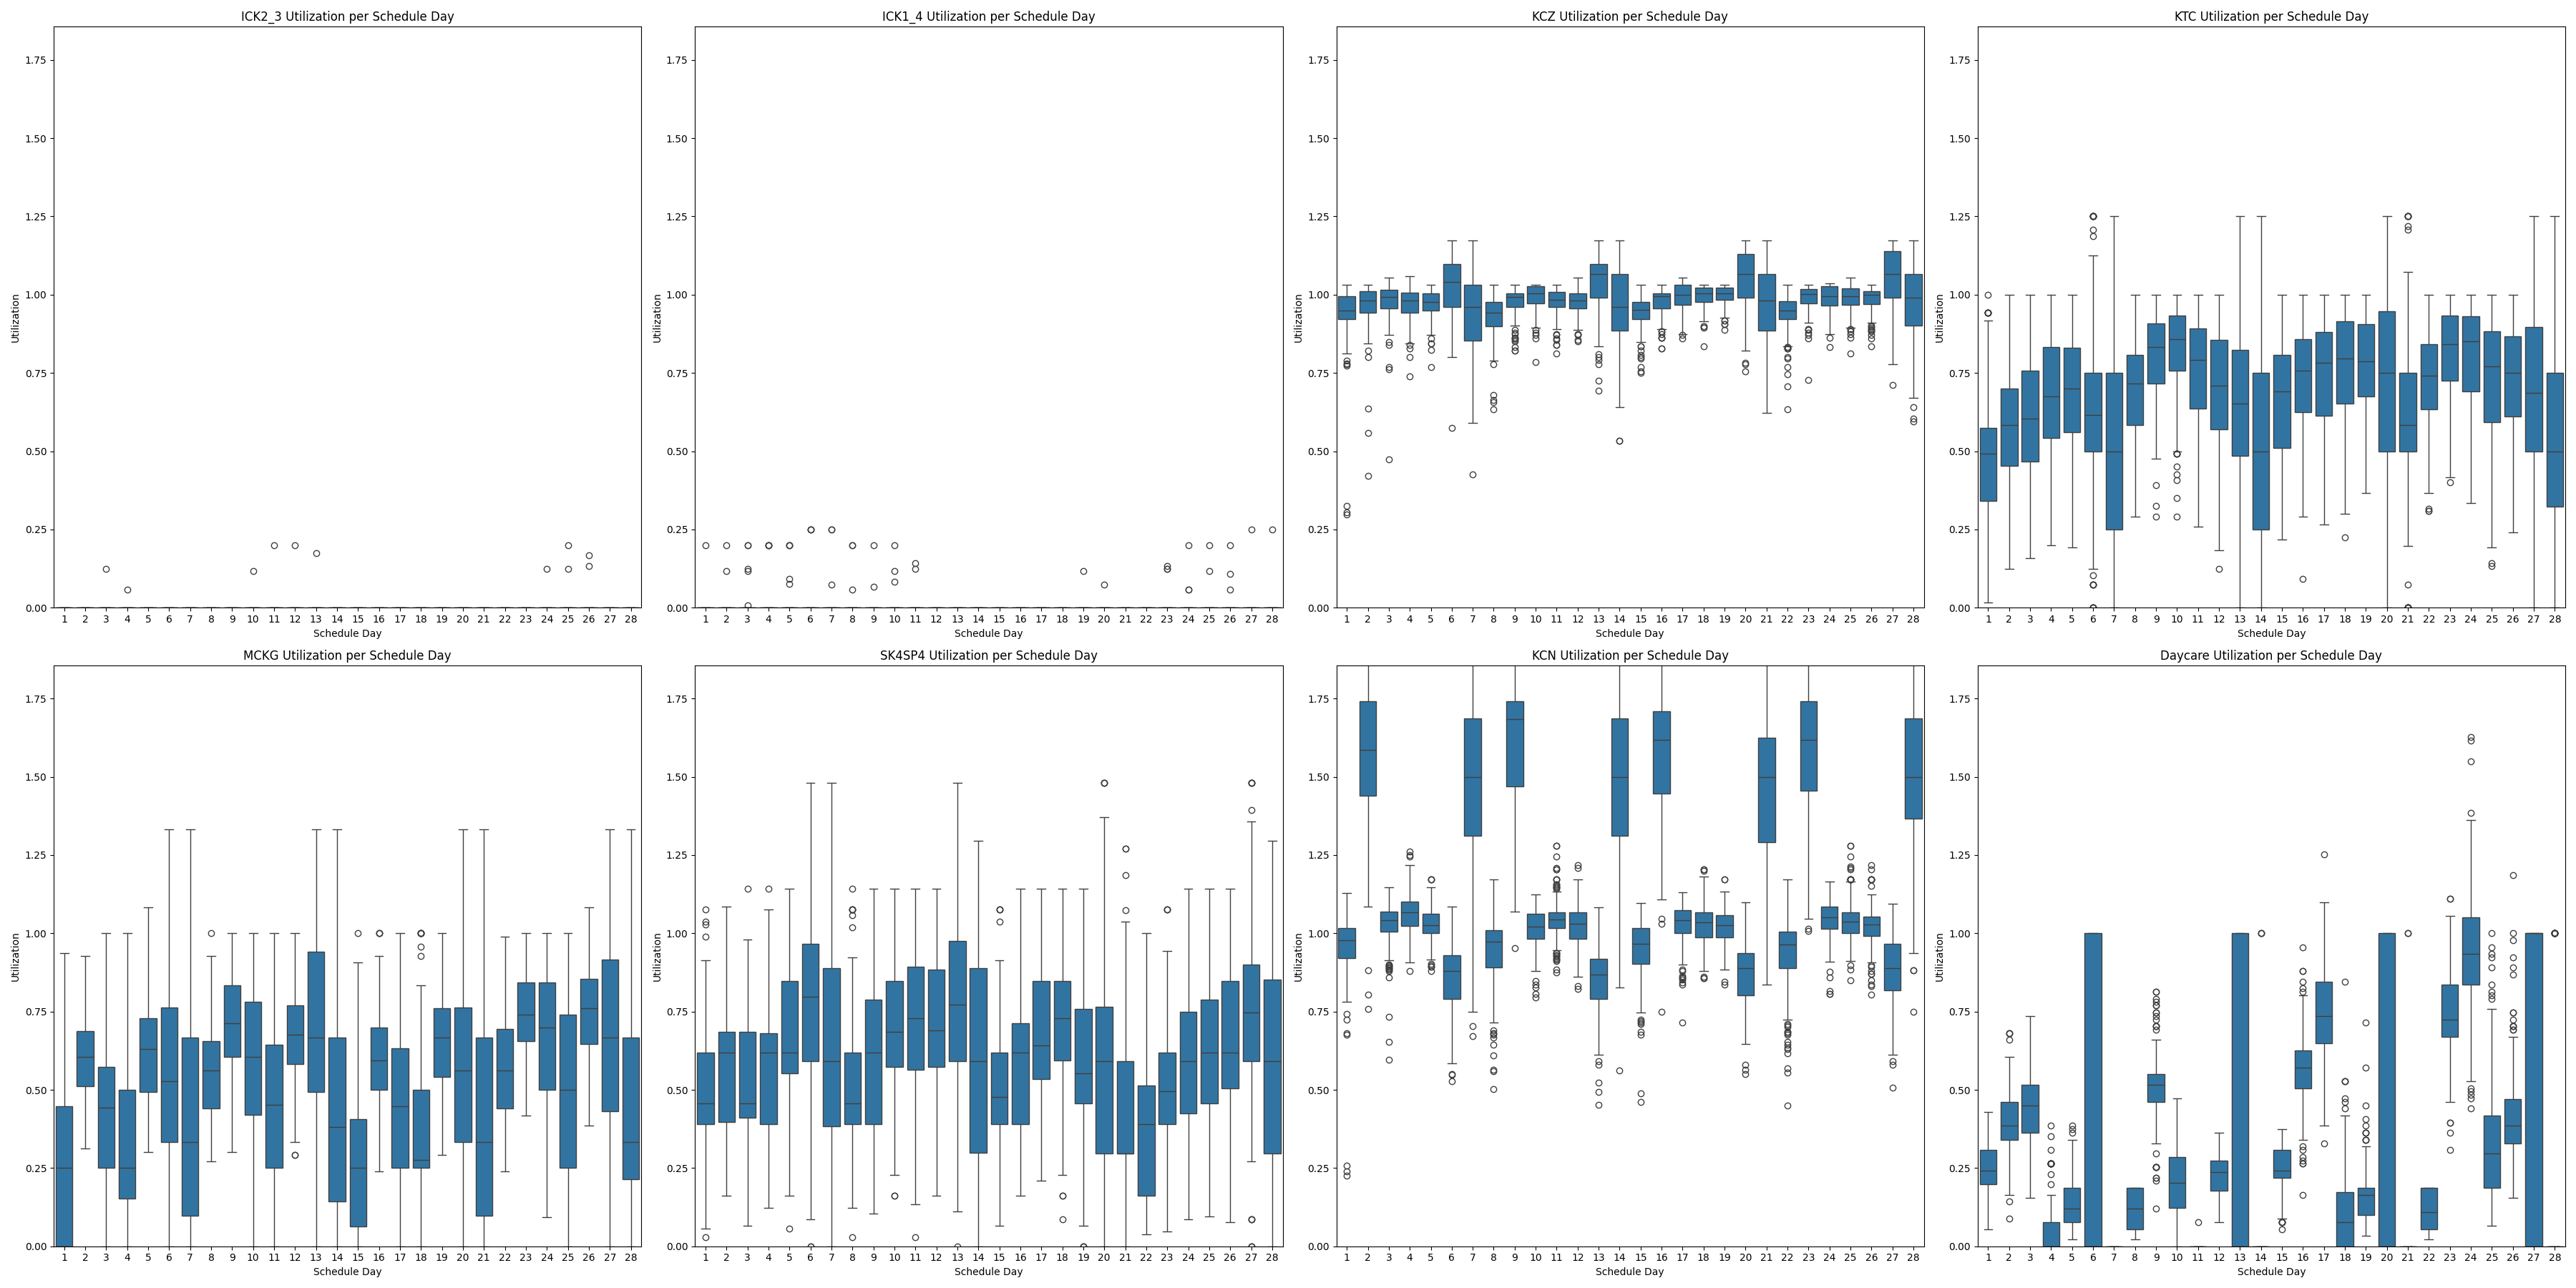 ICK2_3 Utilization per Schedule Day
1.75
1.50
1.25
1.00
0.75
0.50
0.25
0.00
Utilization
1 2 3 4 5 6 7 8 9 10 11 12 13 14 15 16 17 18 19 20 21 22 23 24 25 26 27 28
Schedule Day
ICK1_4 Utilization per Schedule Day
1.75
1.50
1.25
1.00
0.75
0.50
0.25
0.00
Utilization
1 2 3 4 5 6 7 8 9 10 11 12 13 14 15 16 17 18 19 20 21 22 23 24 25 26 27 28
Schedule Day
KCZ Utilization per Schedule Day
1.75
1.50
1.25
1.00
0.75
0.50
0.25
0.00
Utilization
1 2 3 4 5 6 7 8 9 10 11 12 13 14 15 16 17 18 19 20 21 22 23 24 25 26 27 28
Schedule Day
KTC Utilization per Schedule Day
1.75
1.50
1.25
1.00
0.75
0.50
0.25
0.00
Utilization
1 2 3 4 5 6 7 8 9 10 11 12 13 14 15 16 17 18 19 20 21 22 23 24 25 26 27 28
Schedule Day
MCKG Utilization per Schedule Day
1.75
1.50
1.25
1.00
0.75
0.50
0.25
0.00
Utilization
1 2 3 4 5 6 7 8 9 10 11 12 13 14 15 16 17 18 19 20 21 22 23 24 25 26 27 28
Schedule Day
SK4SP4 Utilization per Schedule Day
1.75
1.50
1.25
1.00
0.75
0.50
0.25
0.00
Utilization
1 2 3 4 5 6 7 8 9 10 11 12 13 14 15 16 17 18 19 20 21 22 23 24 25 26 27 28
Schedule Day
KCN Utilization per Schedule Day
1.75
1.50
1.25
1.00
0.75
0.50
0.25
0.00
Utilization
1 2 3 4 5 6 7 8 9 10 11 12 13 14 15 16 17 18 19 20 21 22 23 24 25 26 27 28
Schedule Day
Daycare Utilization per Schedule Day
1.75
1.50
1.25
1.00
0.75
0.50
0.25
0.00
Utilization
1 2 3 4 5 6 7 8 9 10 11 12 13 14 15 16 17 18 19 20 21 22 23 24 25 26 27 28
Schedule Day